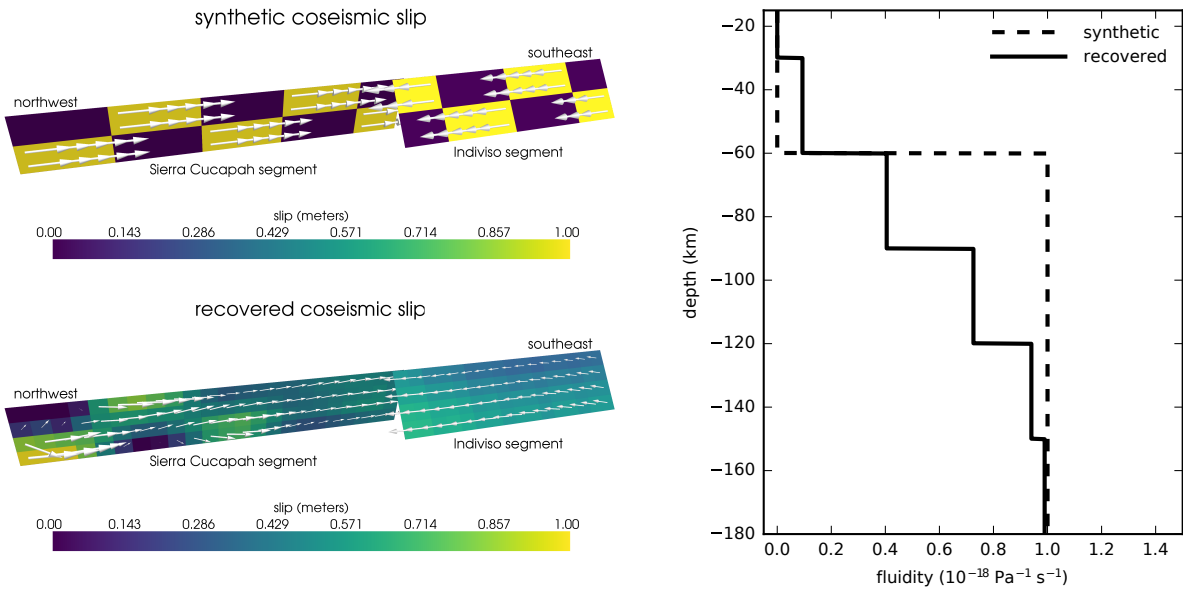 synthetic coseismic slip
southeast
northwest
Sierra Cucapah segment
Indiviso segment
slip (meters)
0.00 0.143 0.286 0.429 0.571 0.714 0.857 1.00
recovered coseismic slip
southeast
northwest
Sierra Cucapah segment
Indiviso segment
slip (meters)
0.00 0.143 0.286 0.429 0.571 0.714 0.857 1.00
synthetic
recovered
depth (km)
−20
−40
−60
−80
−100
−120
−140
−160
−180
0.0 0.2 0.4 0.6 0.8 1.0 1.2 1.4
fluidity (10⁻¹⁸ Pa⁻¹ s⁻¹)